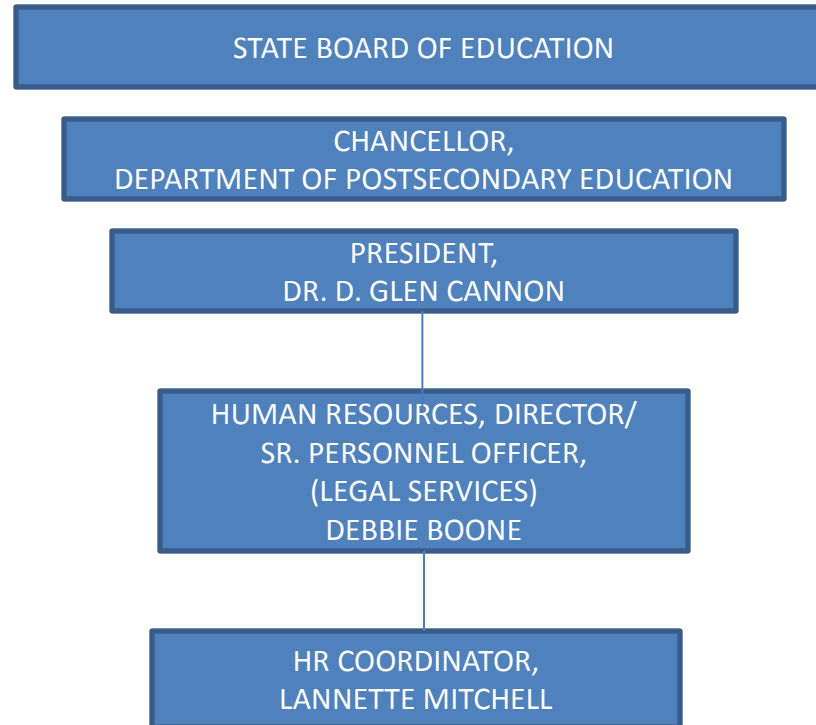 STATE BOARD OF EDUCATION
CHANCELLOR,
DEPARTMENT OF POSTSECONDARY EDUCATION
PRESIDENT,
DR. D. GLEN CANNON
HUMAN RESOURCES, DIRECTOR/
SR. PERSONNEL OFFICER,
(LEGAL SERVICES)
DEBBIE BOONE
HR COORDINATOR,
LANNETTE MITCHELL